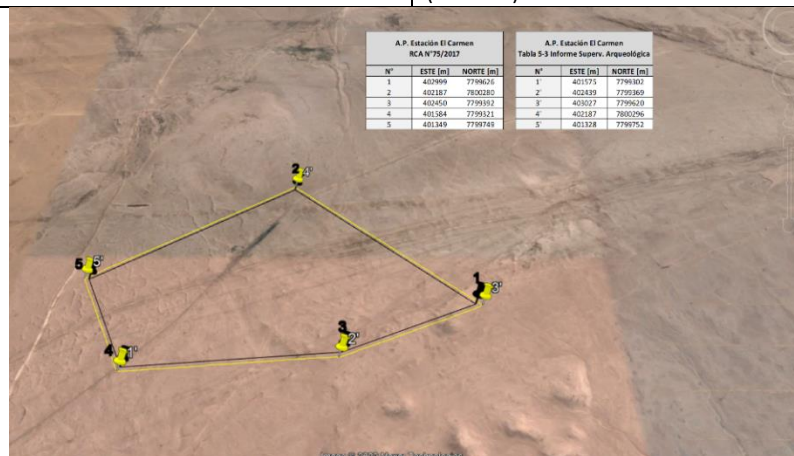 A.P. Estación El Carmen
RCA N°75/2017
N° ESTE [m] NORTE [m]
1 402999 7799626
2 402187 7800280
3 402450 7799392
4 401584 7799321
5 401349 7799749
A.P. Estación El Carmen
Tabla 5-3 Informe Superv. Arqueológica
N° ESTE [m] NORTE [m]
1' 401575 7799302
2' 402439 7799369
3' 403027 7799620
4' 402187 7800296
5' 401328 7799752
2 4'
5 5'
1 3'
3
2'
4 1'